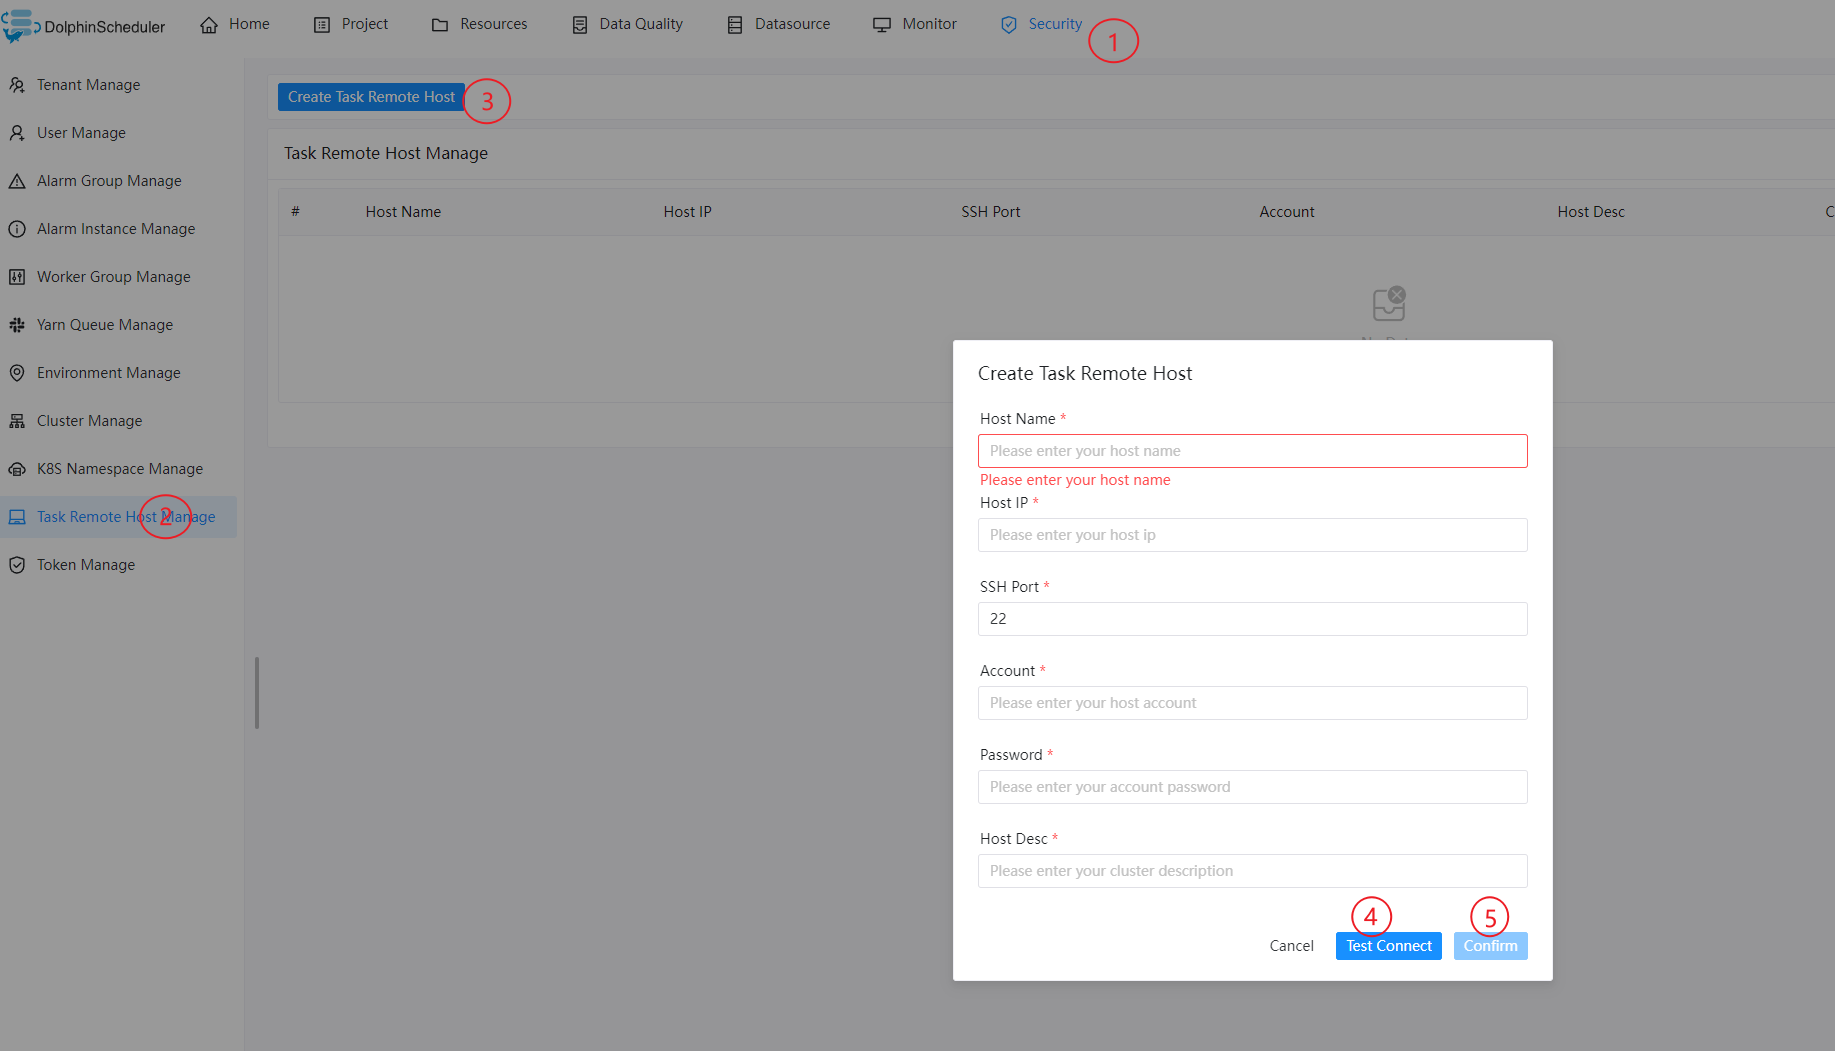 DolphinScheduler Home Project Resources Data Quality Datasource Monitor Security 1
Tenant Manage
User Manage
Alarm Group Manage
Alarm Instance Manage
Worker Group Manage
Yarn Queue Manage
Environment Manage
Cluster Manage
K8S Namespace Manage
Task Remote Host Manage 2
Token Manage
Create Task Remote Host 3
Task Remote Host Manage
# Host Name Host IP SSH Port Account Host Desc C
Create Task Remote Host
Host Name *
Please enter your host name
Please enter your host name
Host IP *
Please enter your host ip
SSH Port *
22
Account *
Please enter your host account
Password *
Please enter your account password
Host Desc *
Please enter your cluster description
4 5
Cancel Test Connect Confirm